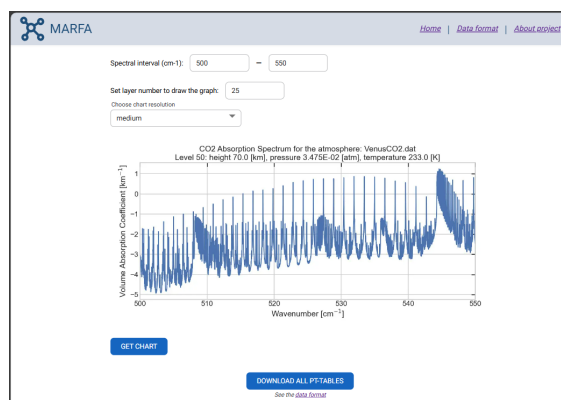 MARFA
Home | Data format | About project
Spectral interval (cm-1): 500 – 550
Set layer number to draw the graph: 25
Choose chart resolution
medium
CO2 Absorption Spectrum for the atmosphere: VenusCO2.dat
Level 50: height 70.0 [km], pressure 3.475E-02 [atm], temperature 233.0 [K]
Volume Absorption Coefficient [km⁻¹]
1
0
−1
−2
−3
−4
−5
500 510 520 530 540 550
Wavenumber [cm⁻¹]
GET CHART
DOWNLOAD ALL PT-TABLES
See the data format